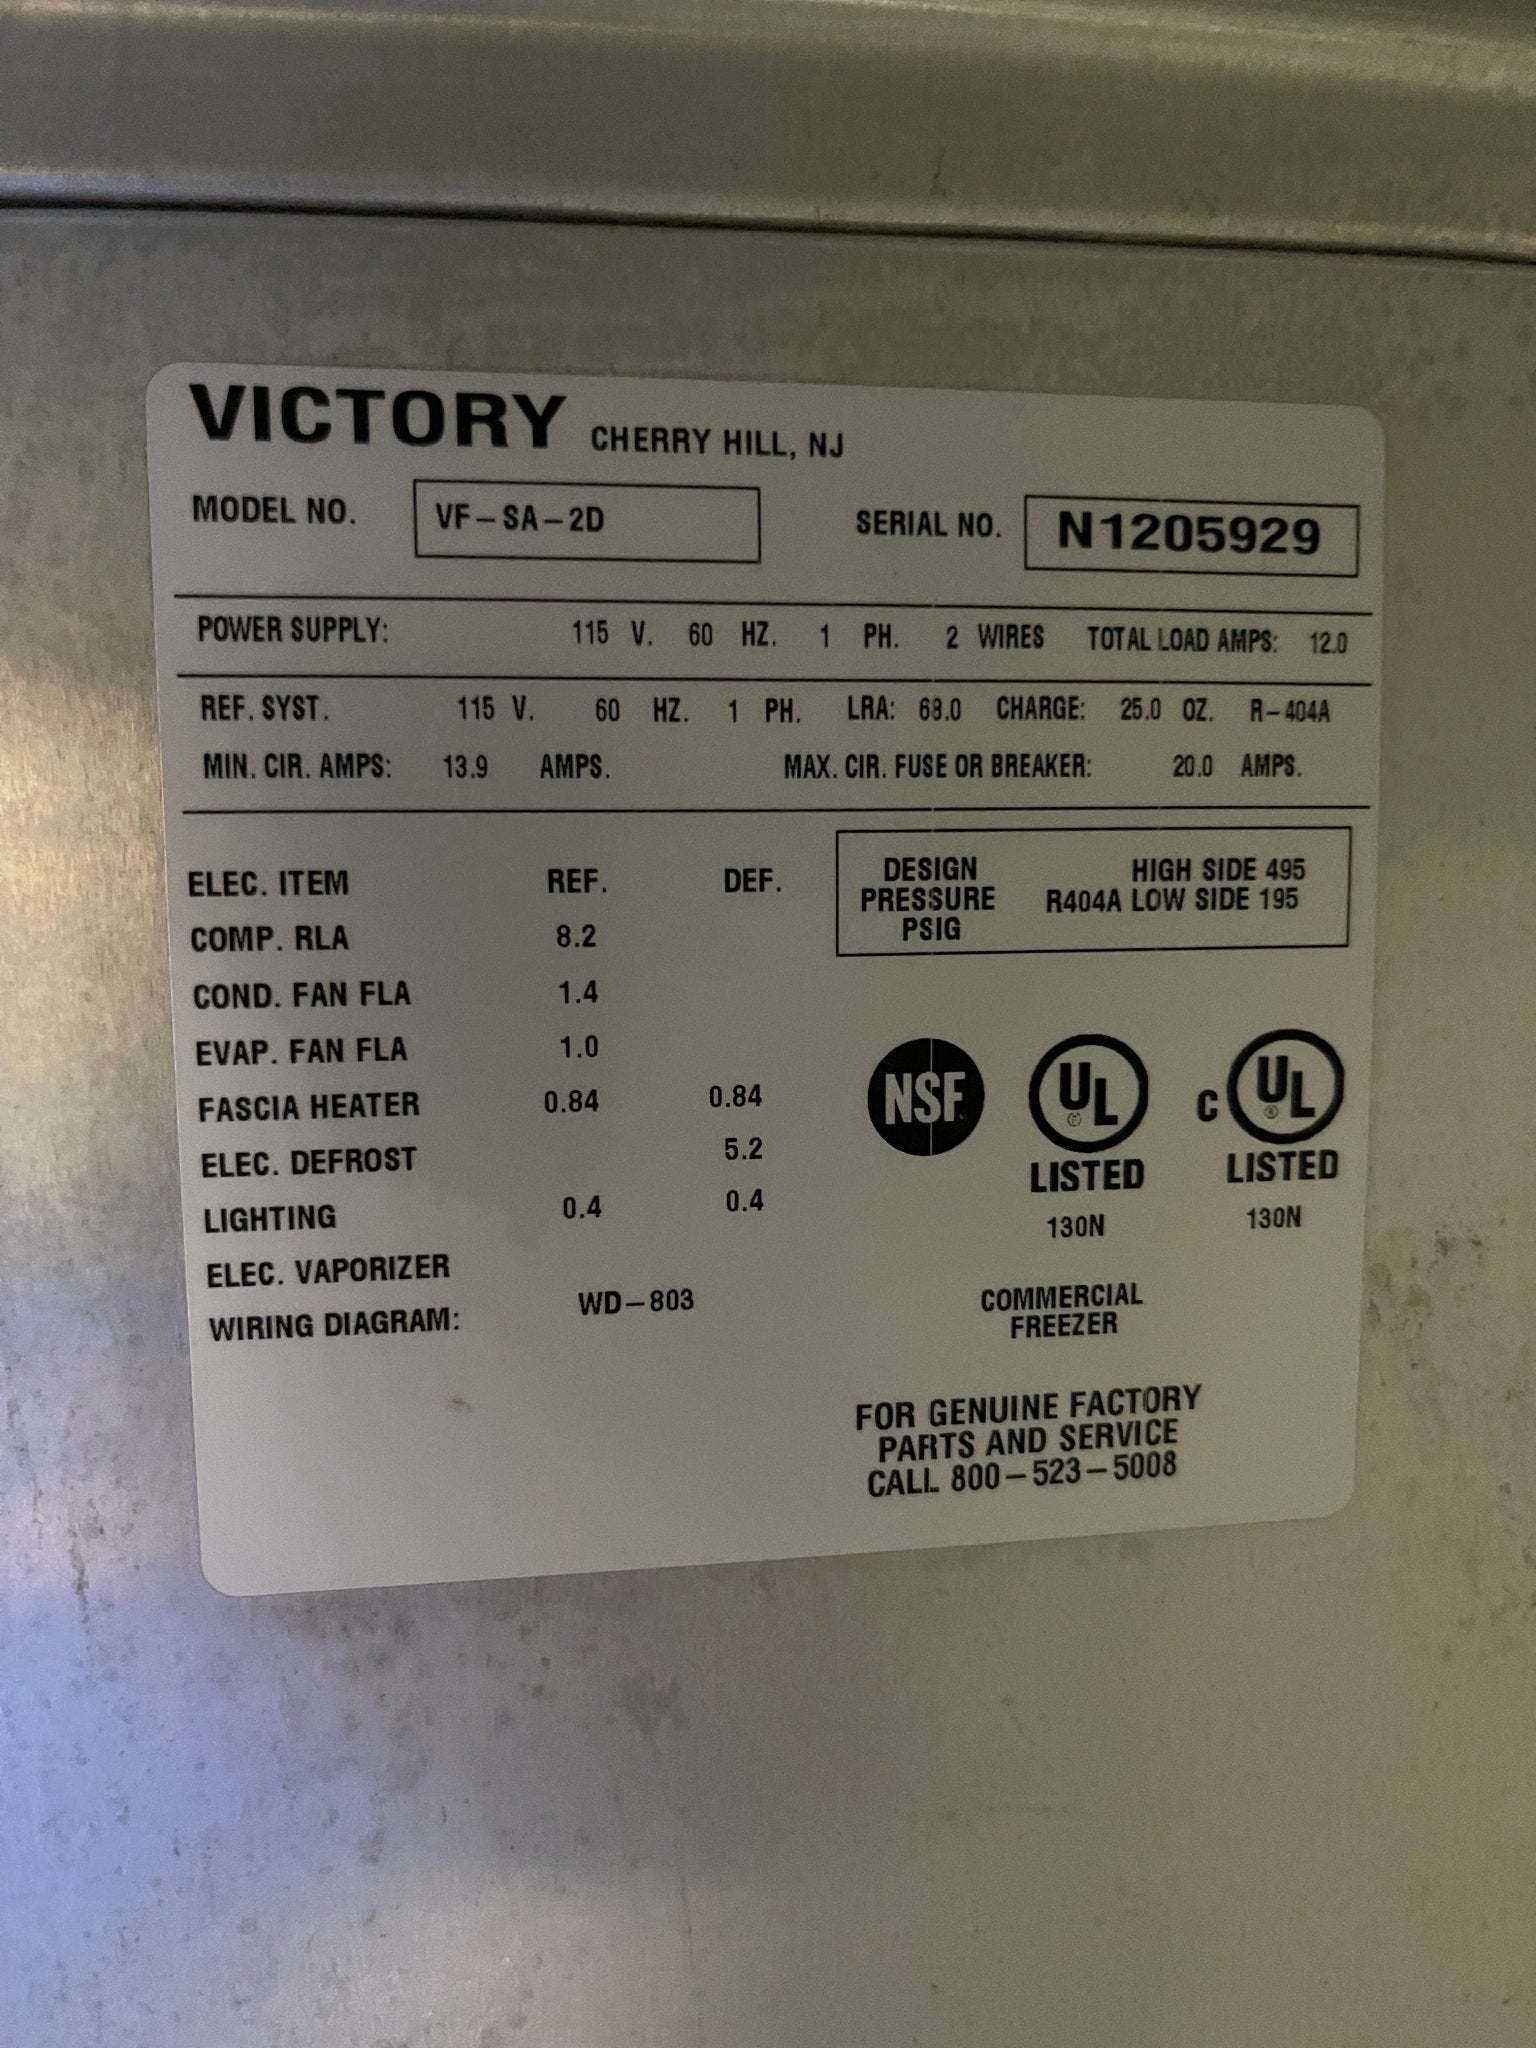 VICTORY CHERRY HILL, NJ
MODEL NO. VF-SA-2D SERIAL NO. N1205929
POWER SUPPLY: 115 V. 60 HZ. 1 PH. 2 WIRES TOTAL LOAD AMPS: 12.0
REF. SYST. 115 V. 60 HZ. 1 PH. LRA: 68.0 CHARGE: 25.0 OZ. R-404A
MIN. CIR. AMPS: 13.9 AMPS. MAX. CIR. FUSE OR BREAKER: 20.0 AMPS.
DESIGN PRESSURE PSIG
HIGH SIDE 495
R404A LOW SIDE 195
ELEC. ITEM REF. DEF.
COMP. RLA 8.2
COND. FAN FLA 1.4
EVAP. FAN FLA 1.0
FASCIA HEATER 0.84 0.84
ELEC. DEFROST 5.2
LIGHTING 0.4 0.4
ELEC. VAPORIZER
WIRING DIAGRAM: WD-803
NSF
UL ®
LISTED
130N
C UL ®
LISTED
130N
COMMERCIAL
FREEZER
FOR GENUINE FACTORY
PARTS AND SERVICE
CALL 800-523-5008